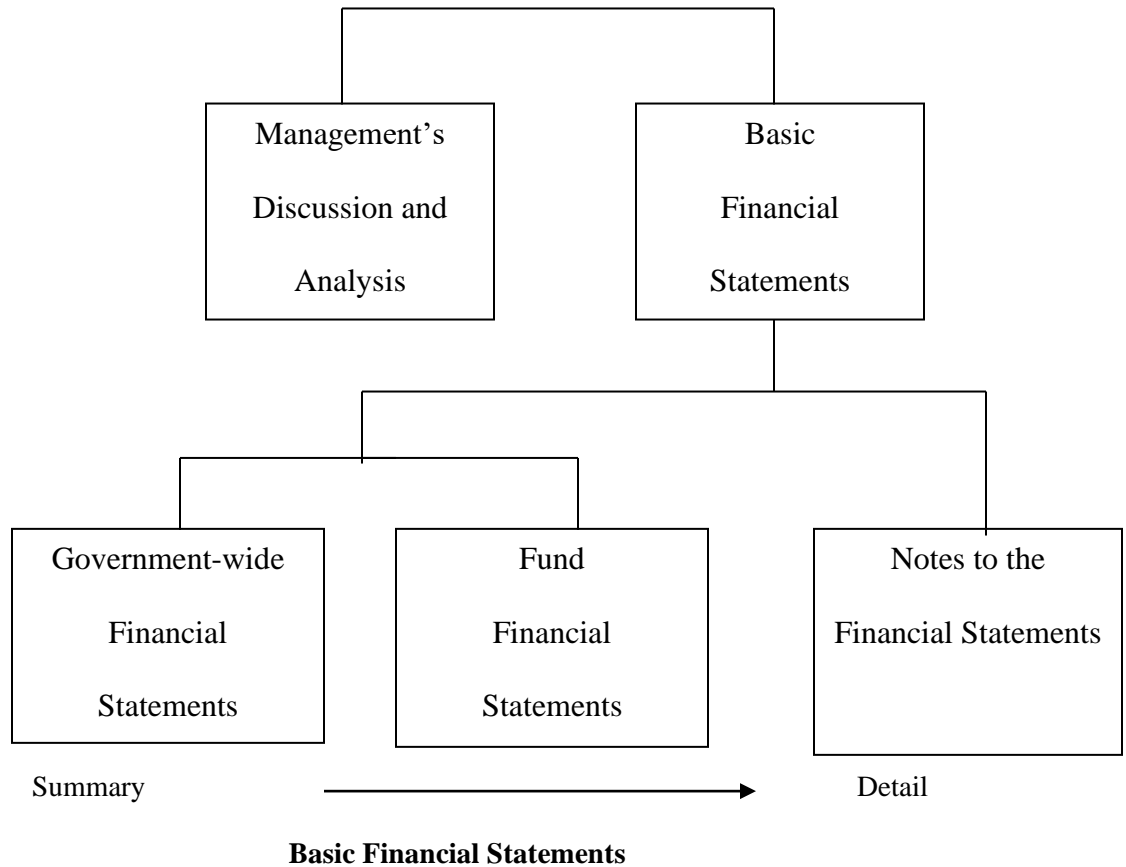 Management’s
Discussion and
Analysis
Basic
Financial
Statements
Government-wide
Financial
Statements
Fund
Financial
Statements
Notes to the
Financial Statements
Summary
Detail
Basic Financial Statements